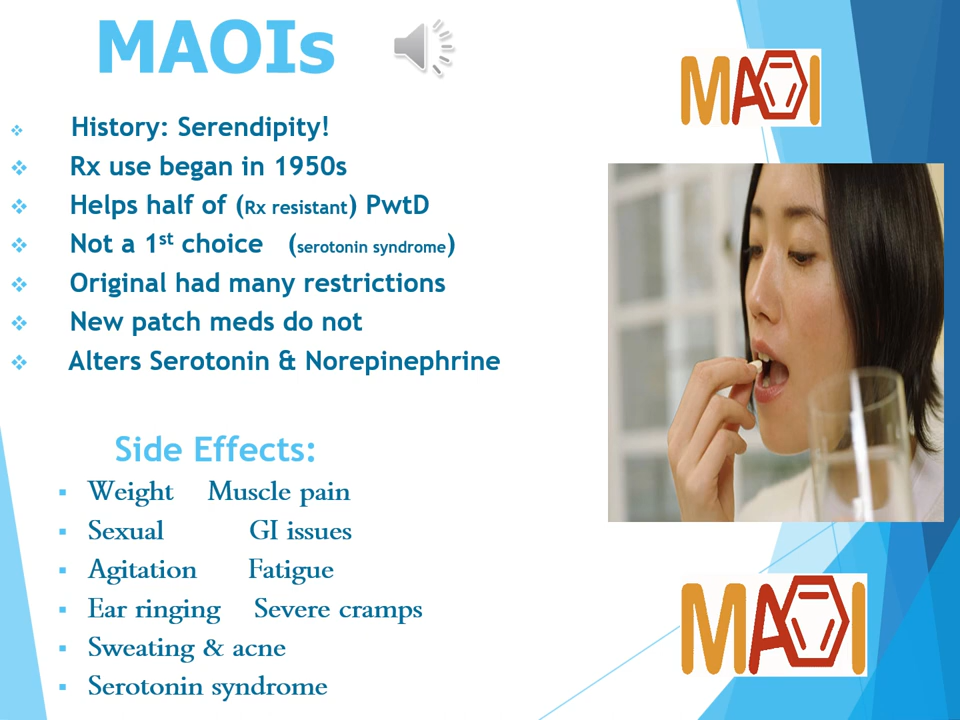 MAOIs
History: Serendipity!
Rx use began in 1950s
Helps half of (Rx resistant) PwtD
Not a 1st choice (serotonin syndrome)
Original had many restrictions
New patch meds do not
Alters Serotonin & Norepinephrine
Side Effects:
Weight Muscle pain
Sexual GI issues
Agitation Fatigue
Ear ringing Severe cramps
Sweating & acne
Serotonin syndrome
MAOI
MAOI